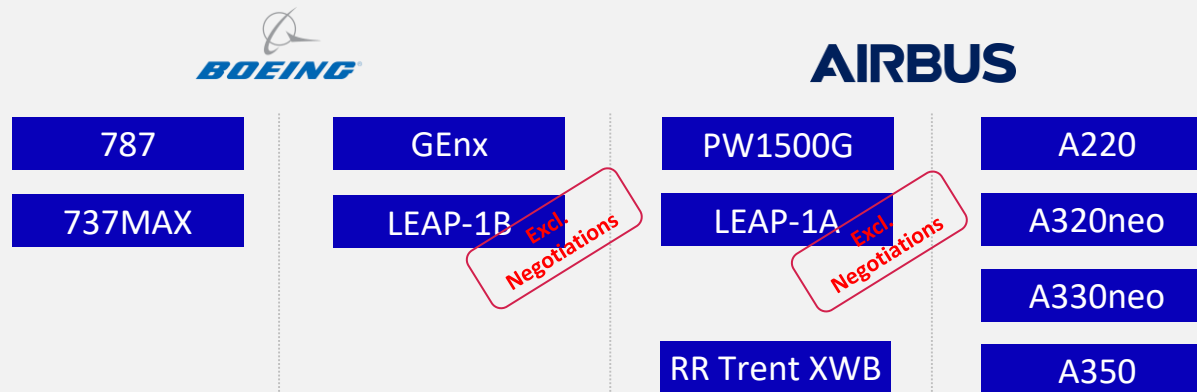 BOEING
AIRBUS
787
GEnx
PW1500G
A220
737MAX
LEAP-1B
Excl.
Negotiations
LEAP-1A
Excl.
Negotiations
A320neo
A330neo
RR Trent XWB
A350